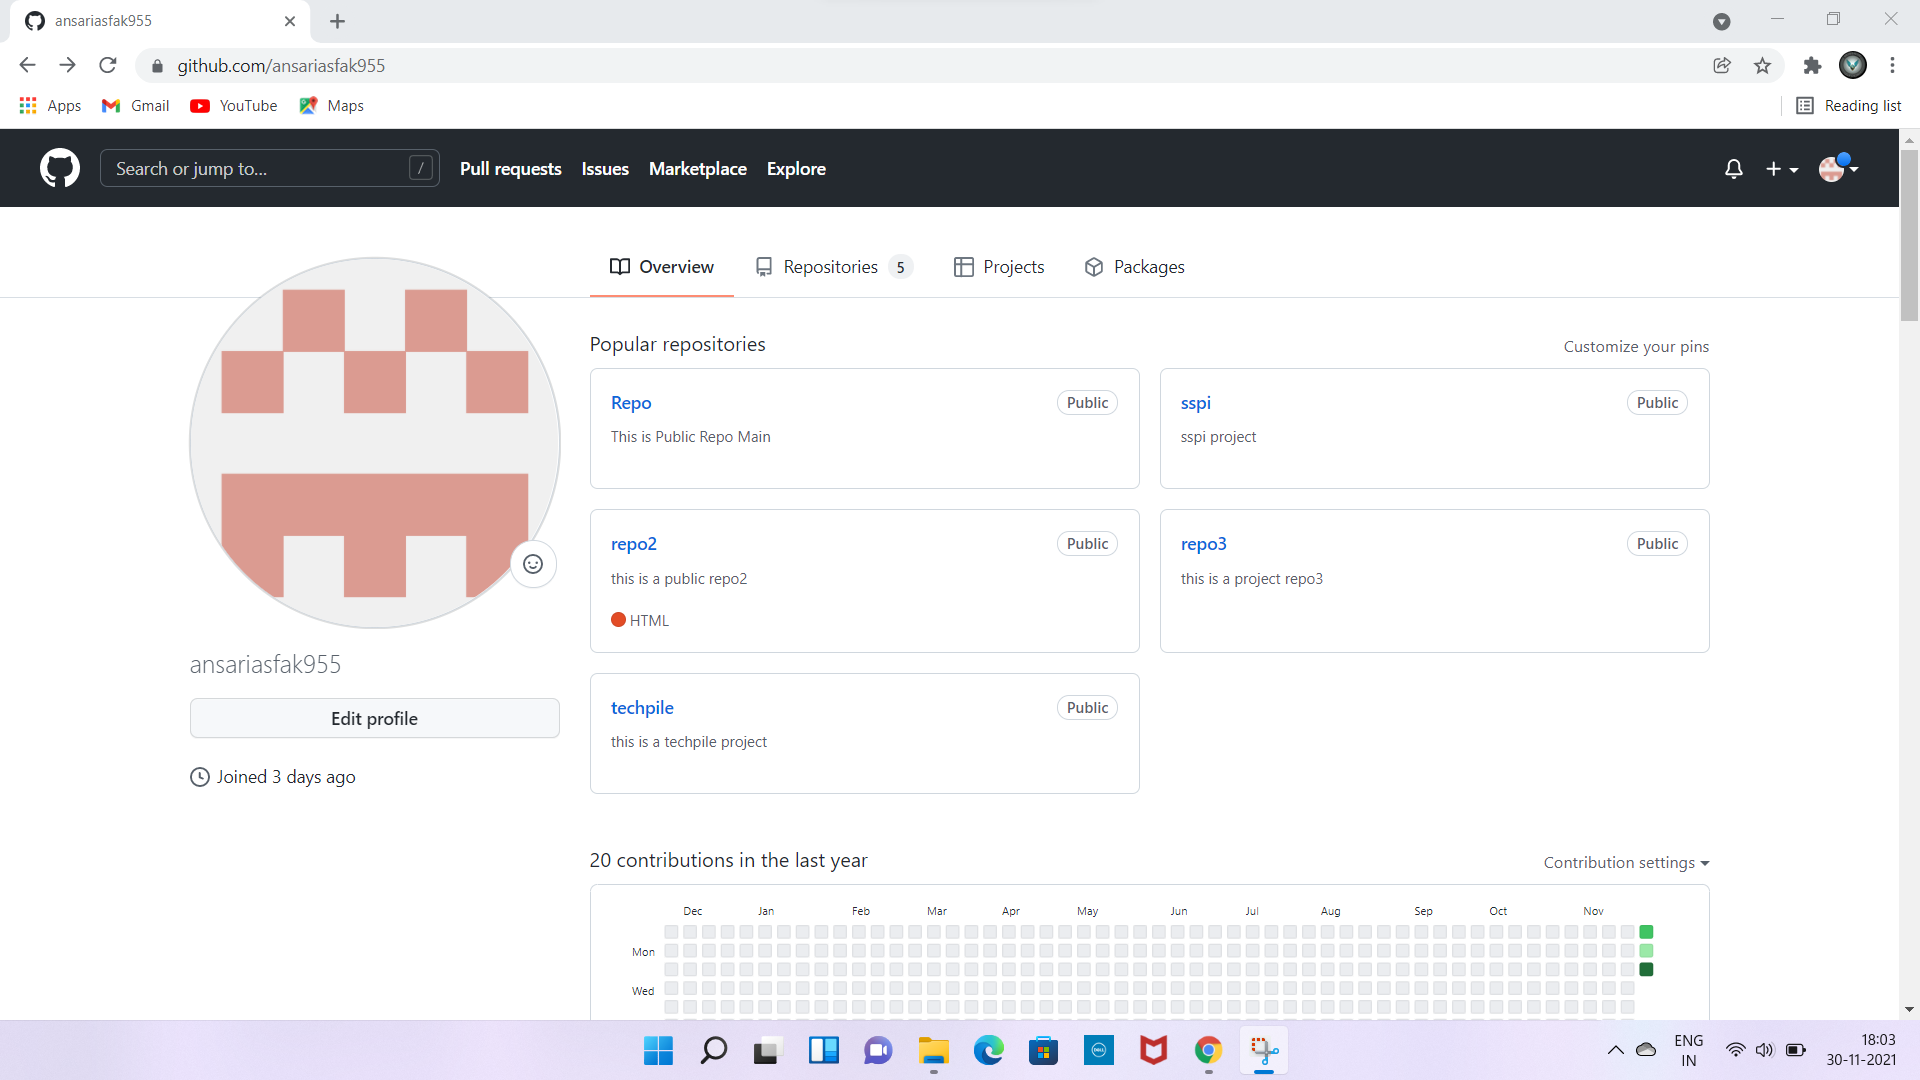 ansariasfak955
github.com/ansariasfak955
Apps Gmail YouTube Maps Reading list
Search or jump to... / Pull requests Issues Marketplace Explore
Overview Repositories 5 Projects Packages
Popular repositories Customize your pins
Repo Public
This is Public Repo Main
sspi Public
sspi project
repo2 Public
this is a public repo2
HTML
repo3 Public
this is a project repo3
techpile Public
this is a techpile project
ansariasfak955
Edit profile
Joined 3 days ago
20 contributions in the last year Contribution settings
Dec Jan Feb Mar Apr May Jun Jul Aug Sep Oct Nov
Mon
Wed
ENG
IN
18:03
30-11-2021